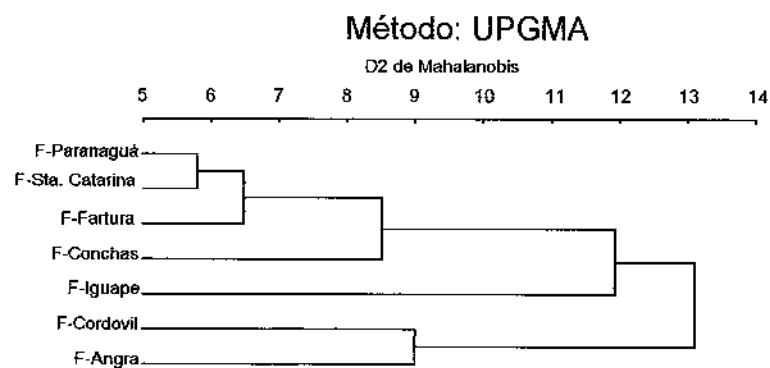 Método: UPGMA
D2 de Mahalanobis
5 6 7 8 9 10 11 12 13 14
F-Paranaguá
F-Sta. Catarina
F-Fartura
F-Conchas
F-Iguape
F-Cordovil
F-Angra